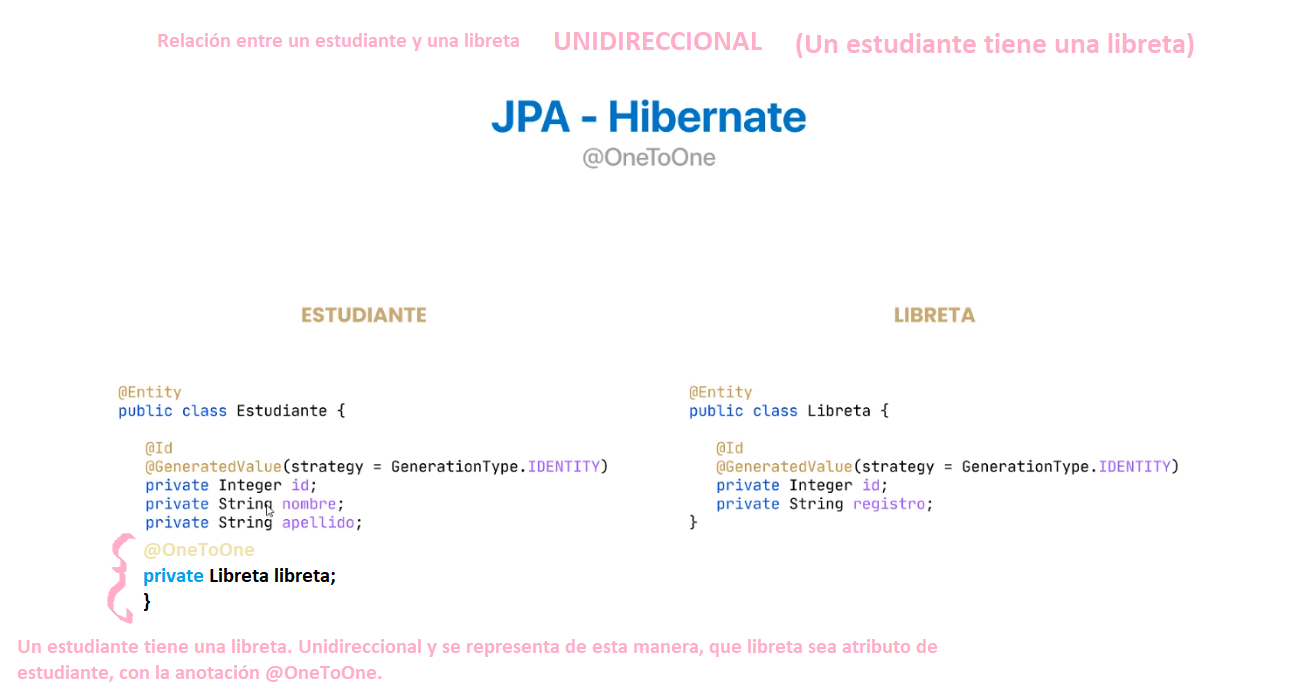 Relación entre un estudiante y una libreta UNIDIRECCIONAL (Un estudiante tiene una libreta)
JPA - Hibernate
@OneToOne
ESTUDIANTE
@Entity
public class Estudiante {
@Id
@GeneratedValue(strategy = GenerationType.IDENTITY)
private Integer id;
private String nombre;
private String apellido;
@OneToOne
private Libreta libreta;
}
LIBRETA
@Entity
public class Libreta {
@Id
@GeneratedValue(strategy = GenerationType.IDENTITY)
private Integer id;
private String registro;
}
Un estudiante tiene una libreta. Unidireccional y se representa de esta manera, que libreta sea atributo de
estudiante, con la anotación @OneToOne.